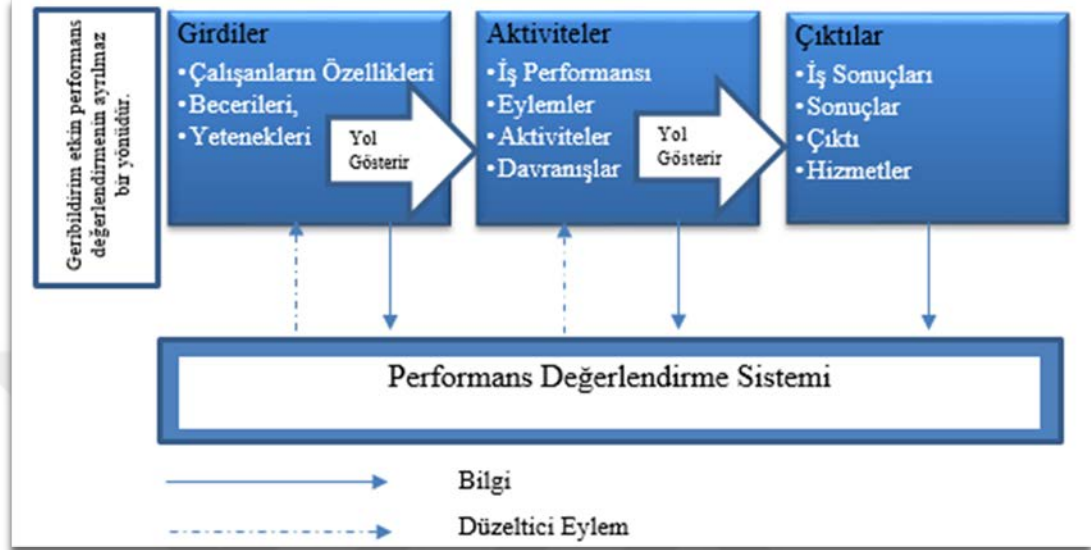 Geribildirim etkin performans
değerlendirmenin ayrılmaz
bir yönüdür.
Girdiler
•Çalışanların Özellikleri
•Becerileri,
•Yetenekleri
Yol
Gösterir
Aktiviteler
•İş Performansı
•Eylemler
•Aktiviteler
•Davranışlar
Yol
Gösterir
Çıktılar
•İş Sonuçları
•Sonuçlar
•Çıktı
•Hizmetler
Performans Değerlendirme Sistemi
Bilgi
Düzeltici Eylem